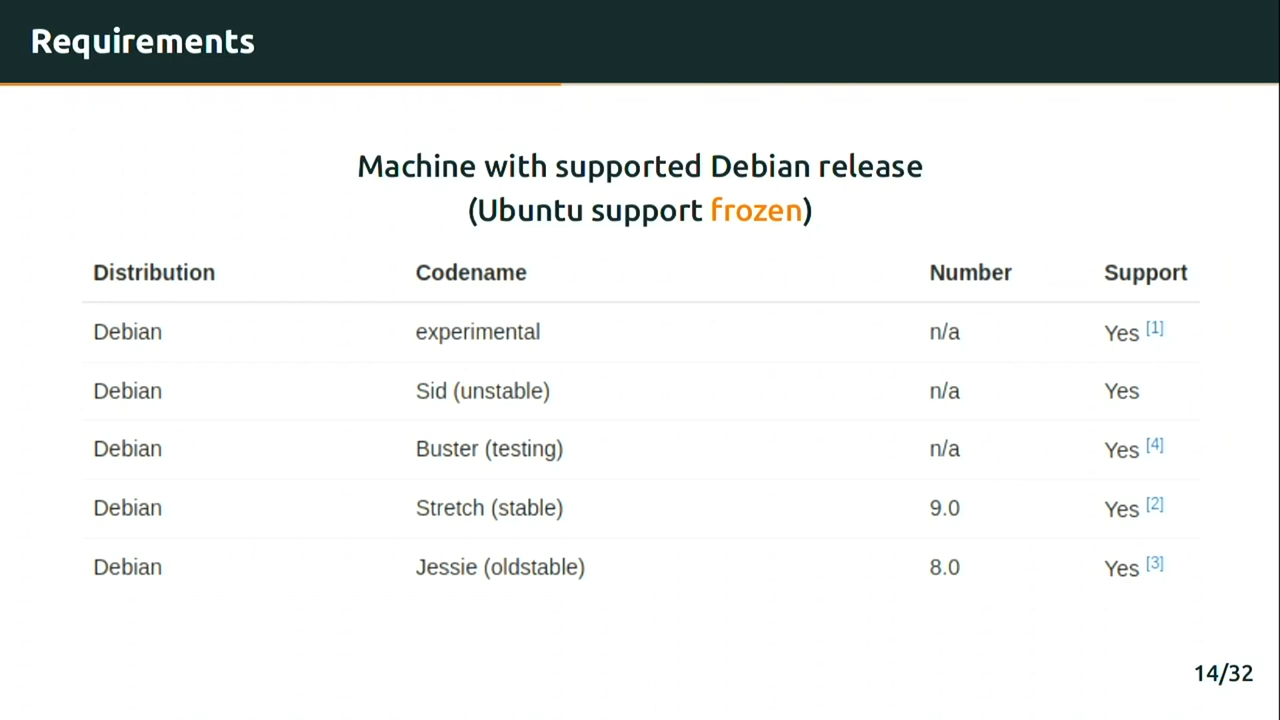 Requirements
Machine with supported Debian release
(Ubuntu support frozen)
Distribution Codename Number Support
Debian experimental n/a Yes [1]
Debian Sid (unstable) n/a Yes
Debian Buster (testing) n/a Yes [4]
Debian Stretch (stable) 9.0 Yes [2]
Debian Jessie (oldstable) 8.0 Yes [3]
14/32